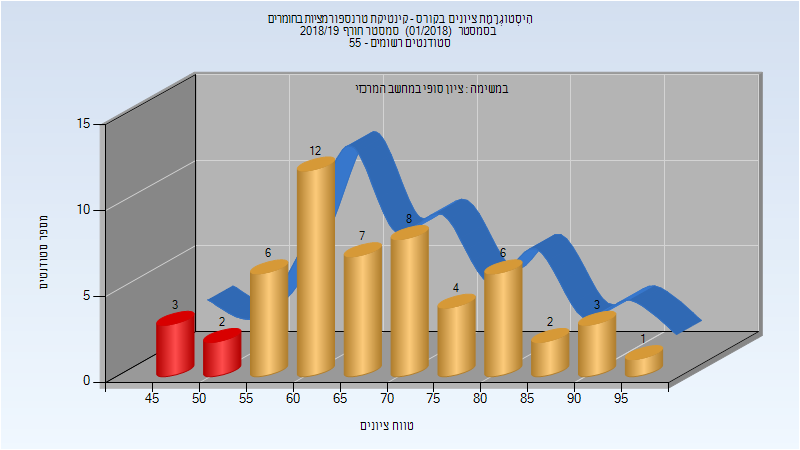 הִיסְטוֹגְרָמַת ציונים בקורס - קינטיקת טרנספורמציות בחומרים
בסמסטר (01/2018) סמסטר חורף 2018/19
סטודנטים רשומים - 55
במשימה : ציון סופי במחשב המרכזי
מספר סטודנטים
15
10
5
0
3
2
6
12
7
8
4
6
2
3
1
45 50 55 60 65 70 75 80 85 90 95
טווח ציונים